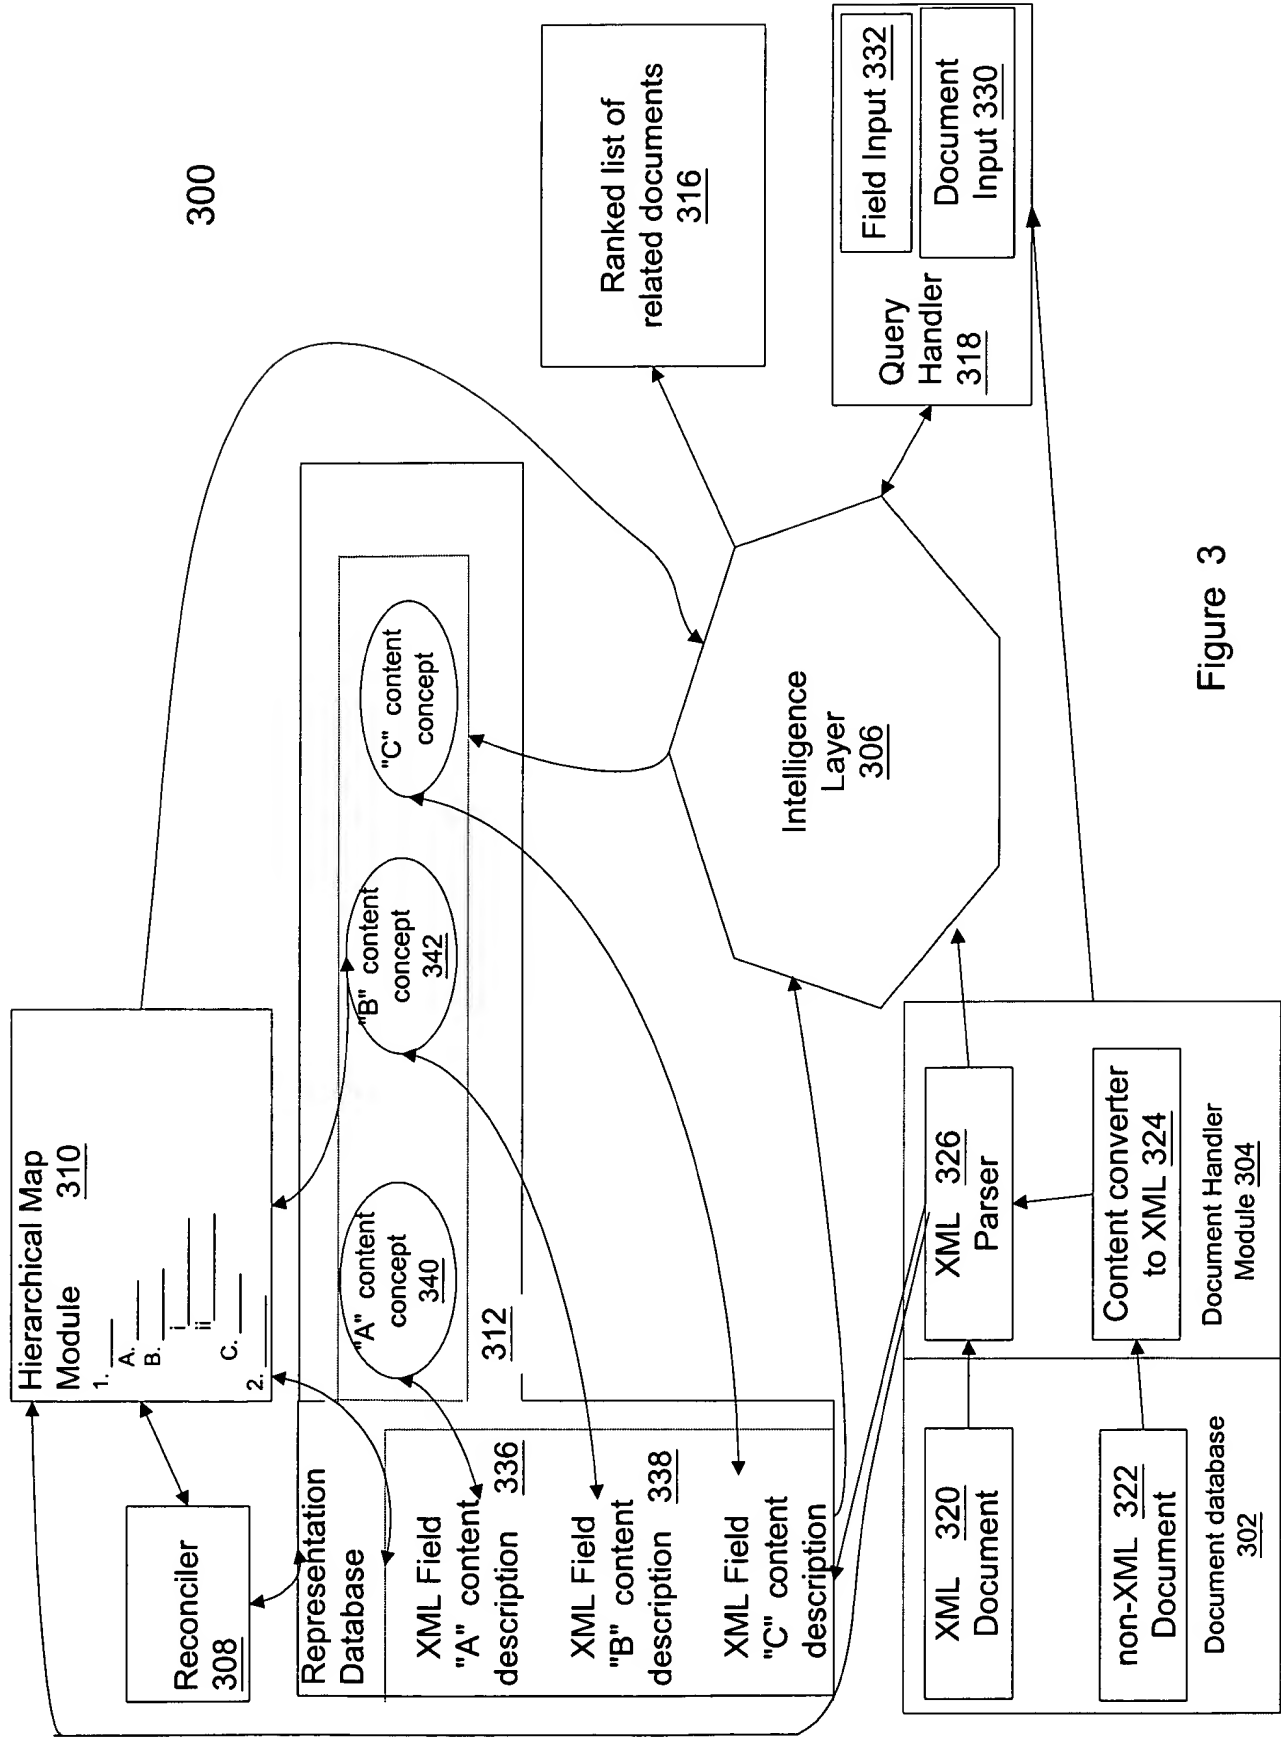 300
Hierarchical Map
Module 310
1.
A.
B.
i
ii
C.
2.
Reconciler
308
Representation
Database
312
"A" content
concept
340
"B" content
concept
342
"C" content
concept
XML Field
"A" content 336
description
XML Field
"B" content
description 338
XML Field
"C" content
description
Ranked list of
related documents
316
Intelligence
Layer
306
Query
Handler
318
Field Input 332
Document
Input 330
XML 320
Document
non-XML 322
Document
Document database
302
XML 326
Parser
Content converter
to XML 324
Document Handler
Module 304
Figure 3